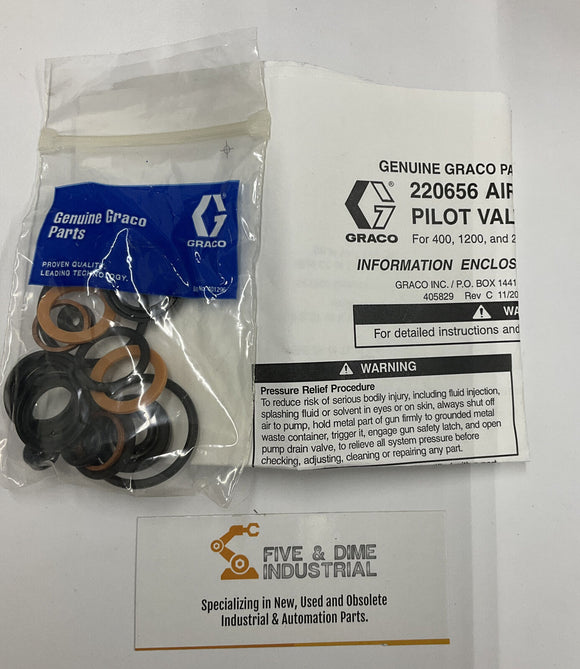 Genuine Graco
Parts
GRACO
PROVEN QUALITY.
LEADING TECHNOLOGY.
GENUINE GRACO PA
220656 AIR
PILOT VAL
GRACO
For 400, 1200, and 2
INFORMATION ENCLOS
GRACO INC. / P.O. BOX 1441
405829 Rev C 11/20
WA
For detailed instructions and
WARNING
Pressure Relief Procedure
To reduce risk of serious bodily injury, including fluid injection,
splashing fluid or solvent in eyes or on skin, always shut off
air to pump, hold metal part of gun firmly to grounded metal
waste container, trigger it, engage gun safety latch, and open
pump drain valve, to relieve all system pressure before
checking, adjusting, cleaning or repairing any part.
FIVE & DIME
INDUSTRIAL
Specializing in New, Used and Obsolete
Industrial & Automation Parts.